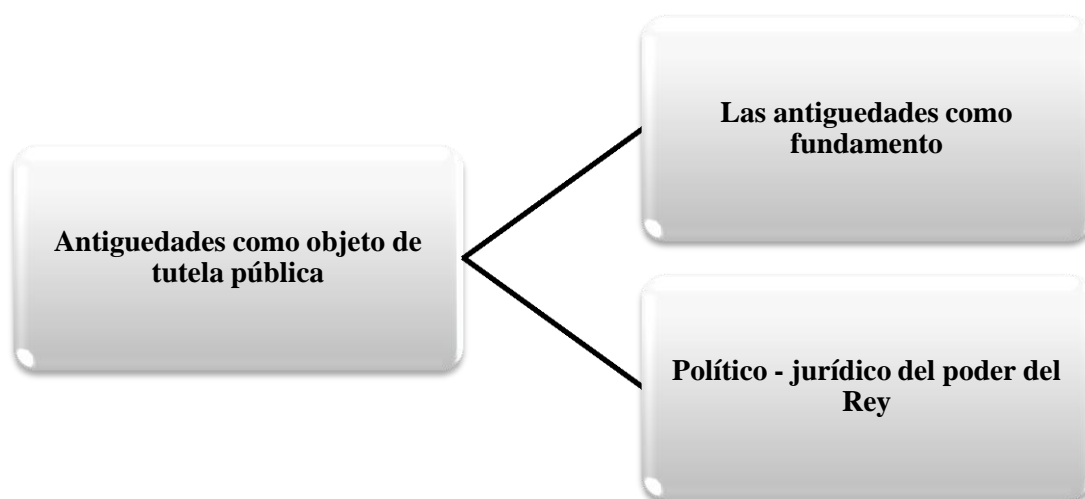 Las antiguedades como
fundamento
Antiguedades como objeto de
tutela pública
Político - jurídico del poder del
Rey